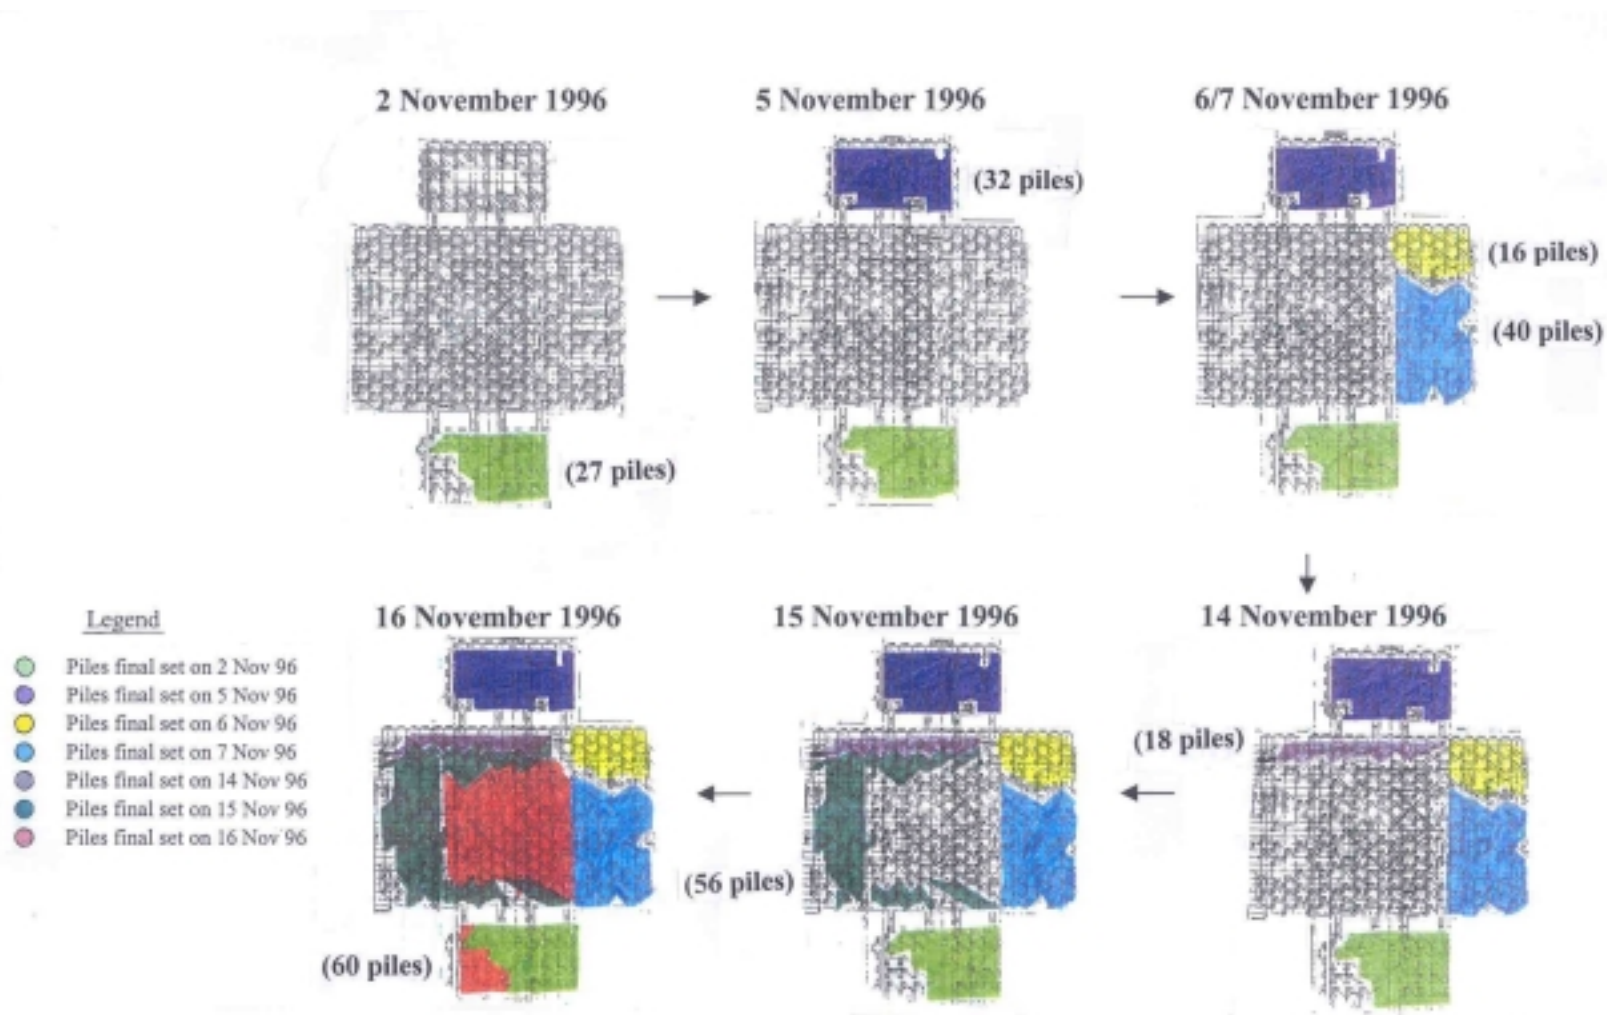 2 November 1996
5 November 1996
6/7 November 1996
(32 piles)
(16 piles)
(40 piles)
(27 piles)
Legend
Piles final set on 2 Nov 96
Piles final set on 5 Nov 96
Piles final set on 6 Nov 96
Piles final set on 7 Nov 96
Piles final set on 14 Nov 96
Piles final set on 15 Nov 96
Piles final set on 16 Nov 96
16 November 1996
15 November 1996
14 November 1996
(18 piles)
(56 piles)
(60 piles)